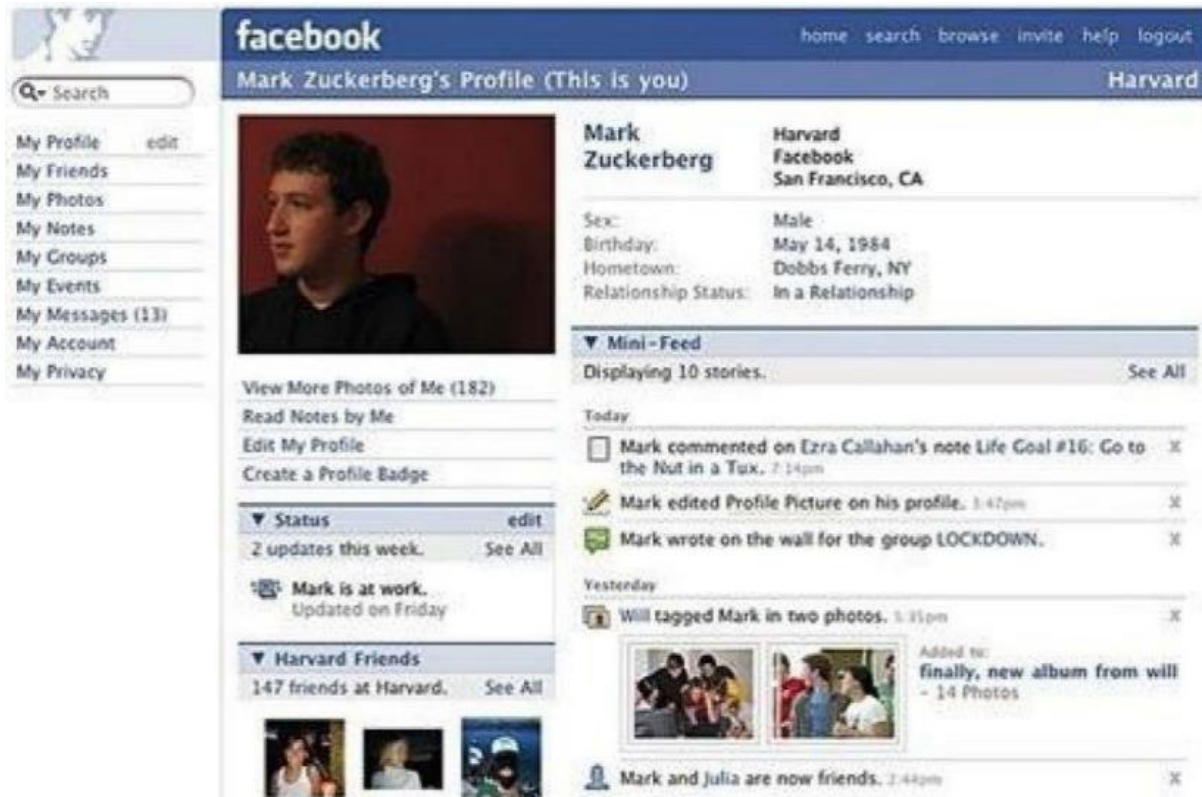 facebook
home search browse invite help logout
Mark Zuckerberg's Profile (This is you) Harvard
Search
My Profile edit
My Friends
My Photos
My Notes
My Groups
My Events
My Messages (13)
My Account
My Privacy
View More Photos of Me (182)
Read Notes by Me
Edit My Profile
Create a Profile Badge
Status edit
2 updates this week. See All
Mark is at work.
Updated on Friday
Harvard Friends
147 friends at Harvard. See All
Mark
Zuckerberg
Harvard
Facebook
San Francisco, CA
Sex: Male
Birthday: May 14, 1984
Hometown: Dobbs Ferry, NY
Relationship Status: In a Relationship
Mini-Feed
Displaying 10 stories. See All
Today
Mark commented on Ezra Callahan's note Life Goal #16: Go to
the Nut in a Tux. 7:14pm
Mark edited Profile Picture on his profile. 3:47pm
Mark wrote on the wall for the group LOCKDOWN.
Yesterday
Will tagged Mark in two photos. 5:35pm
Added to:
finally, new album from will
- 14 Photos
Mark and Julia are now friends. 2:44pm